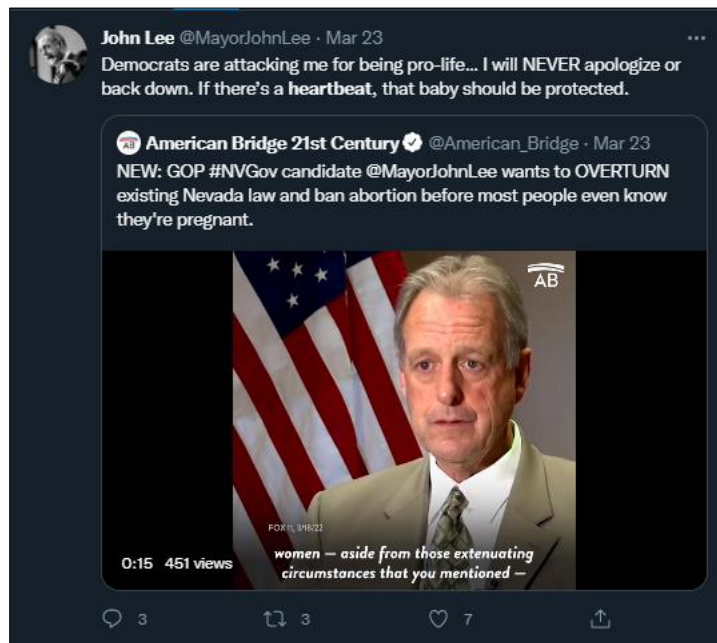 John Lee @MayorJohnLee · Mar 23
Democrats are attacking me for being pro-life... I will NEVER apologize or
back down. If there's a heartbeat, that baby should be protected.
AB American Bridge 21st Century @American_Bridge · Mar 23
NEW: GOP #NVGov candidate @MayorJohnLee wants to OVERTURN
existing Nevada law and ban abortion before most people even know
they're pregnant.
AB
FOX11, 3/18/22
women — aside from those extenuating
circumstances that you mentioned —
0:15 451 views
3 3 7